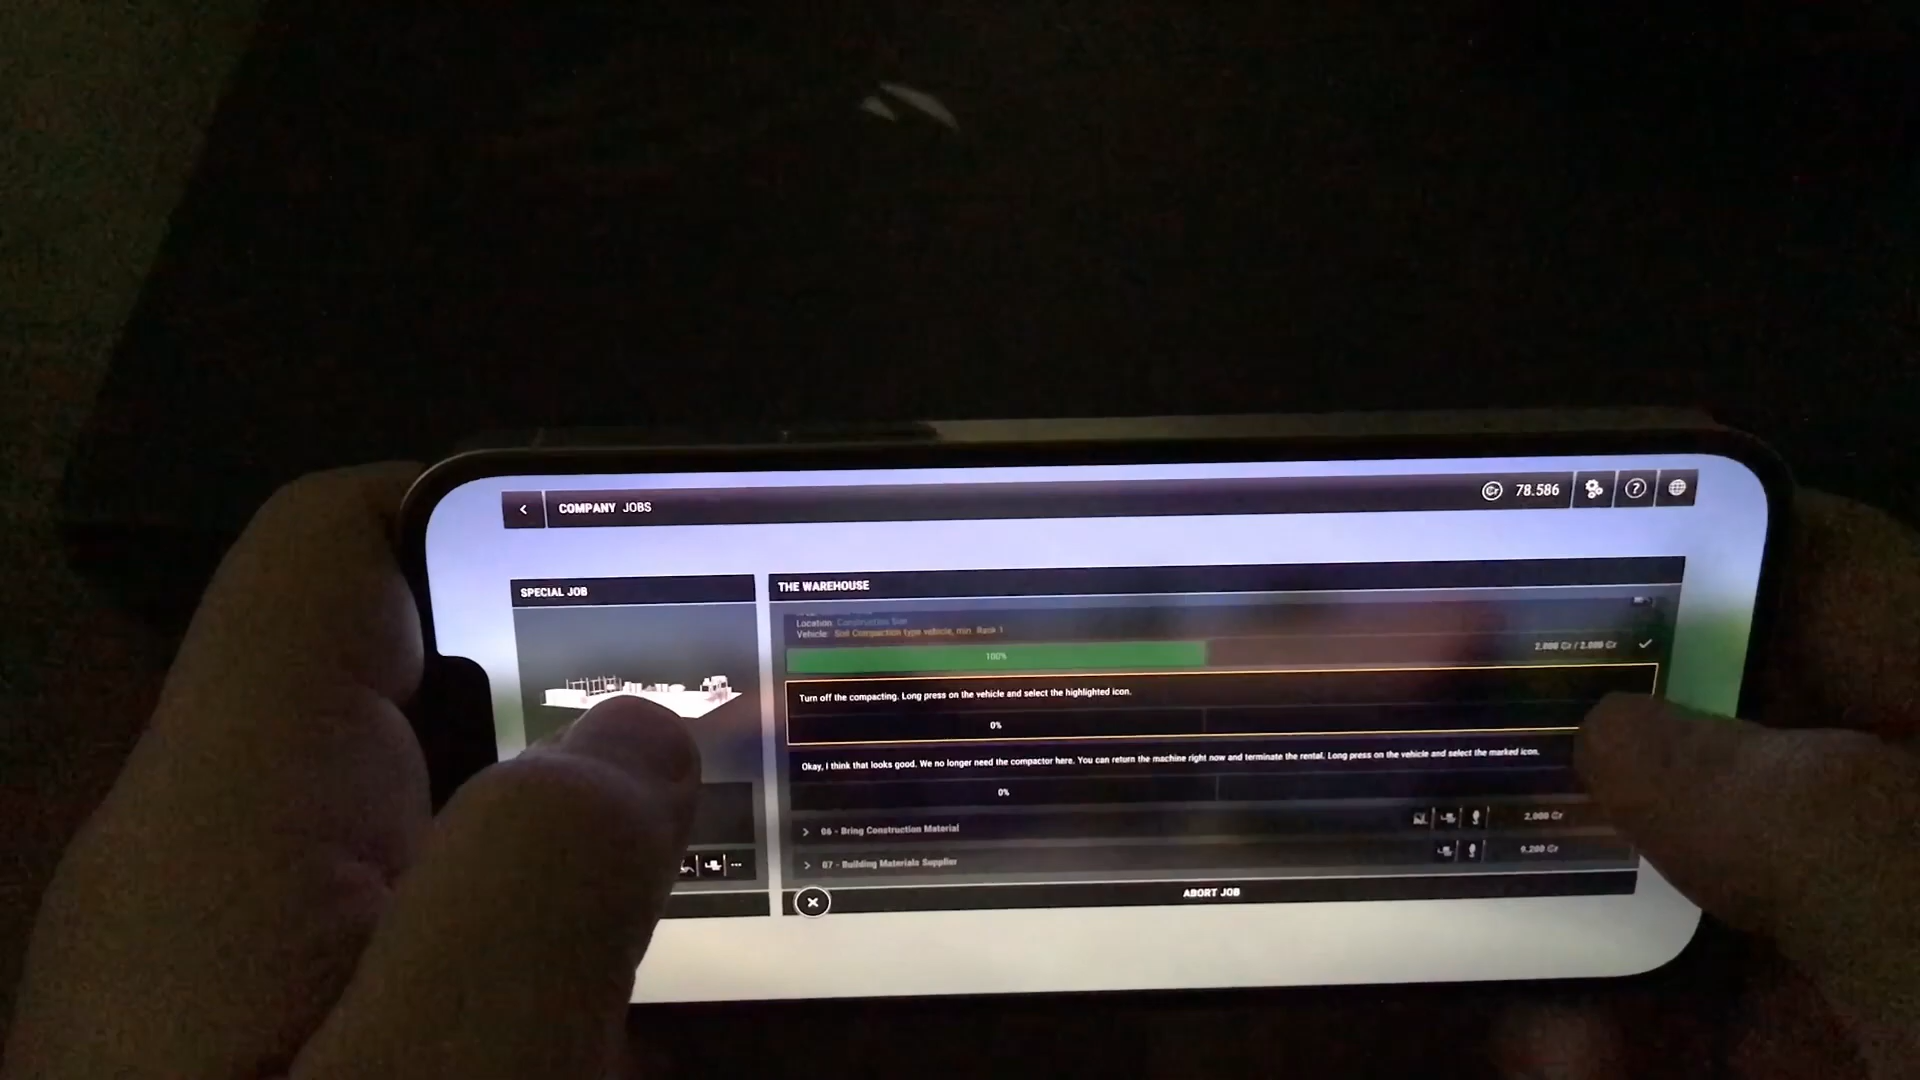 COMPANY JOBS
Cr 78.586
?
SPECIAL JOB
THE WAREHOUSE
Location: Construction Site
Vehicle: Soil Compaction type vehicle, min. Rank 1
100%
2.000 Cr / 2.000 Cr
Turn off the compacting. Long press on the vehicle and select the highlighted icon.
0%
Okay, I think that looks good. We no longer need the compactor here. You can return the machine right now and terminate the rental. Long press on the vehicle and select the marked icon.
0%
06 - Bring Construction Material
2.000 Cr
07 - Building Materials Supplier
ABORT JOB